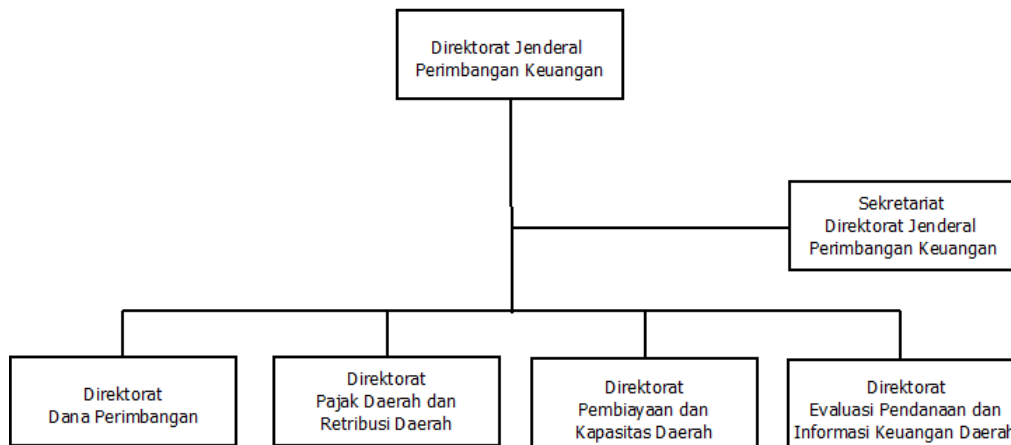 Direktorat Jenderal
Perimbangan Keuangan
Sekretariat
Direktorat Jenderal
Perimbangan Keuangan
Direktorat
Dana Perimbangan
Direktorat
Pajak Daerah dan
Retribusi Daerah
Direktorat
Pembiayaan dan
Kapasitas Daerah
Direktorat
Evaluasi Pendanaan dan
Informasi Keuangan Daerah